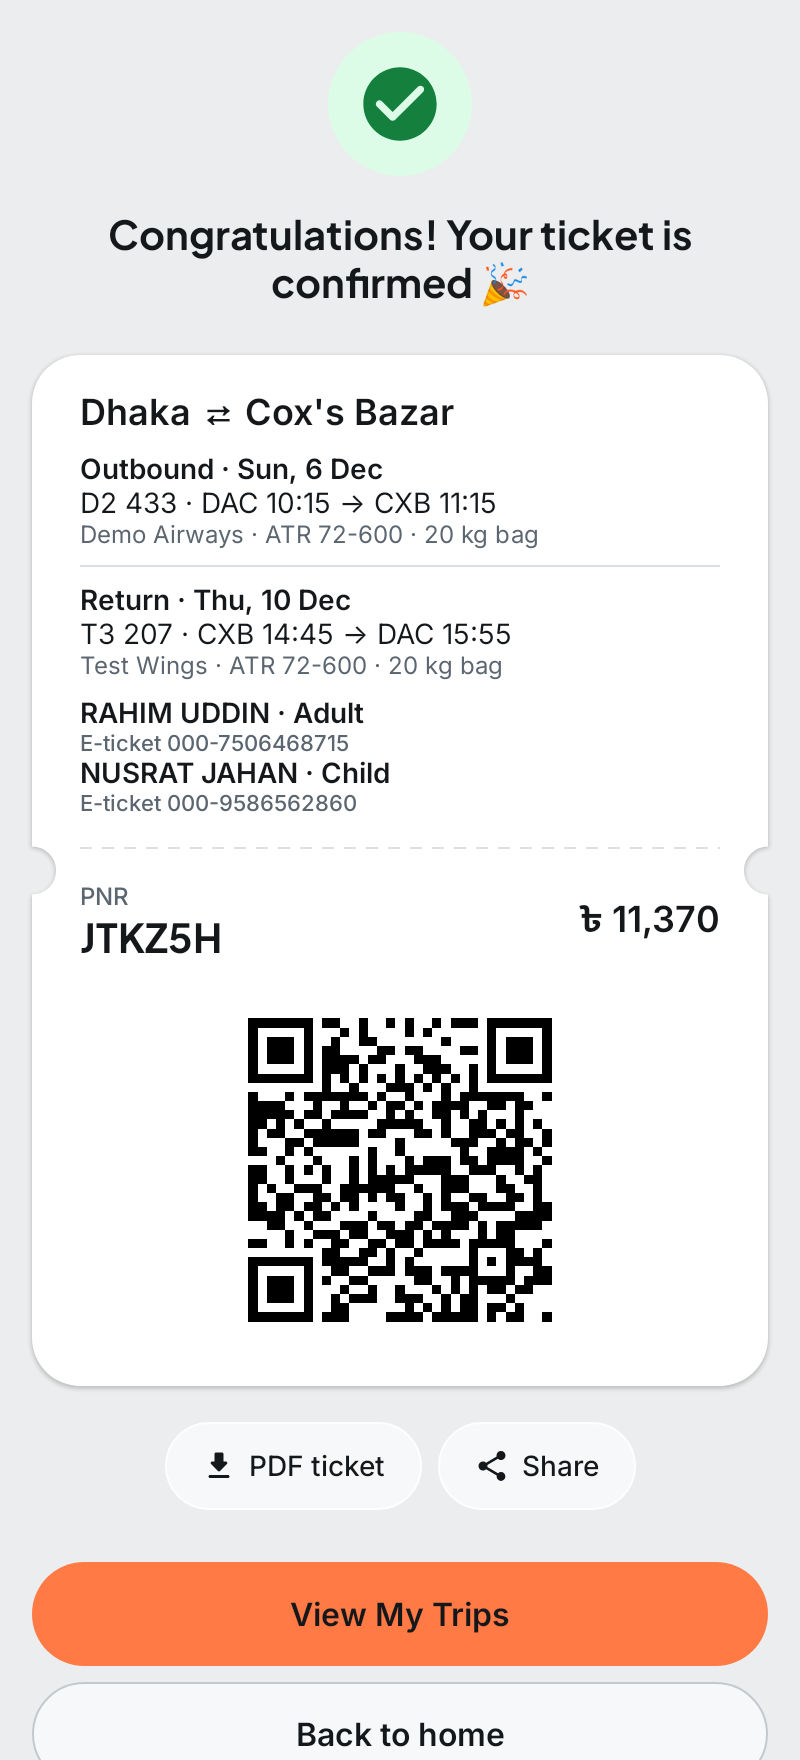 Congratulations! Your ticket is
confirmed 🎉
Dhaka ⇄ Cox's Bazar
Outbound · Sun, 6 Dec
D2 433 · DAC 10:15 → CXB 11:15
Demo Airways · ATR 72-600 · 20 kg bag
Return · Thu, 10 Dec
T3 207 · CXB 14:45 → DAC 15:55
Test Wings · ATR 72-600 · 20 kg bag
RAHIM UDDIN · Adult
E-ticket 000-7506468715
NUSRAT JAHAN · Child
E-ticket 000-9586562860
PNR
JTKZ5H
৳ 11,370
PDF ticket
Share
View My Trips
Back to home